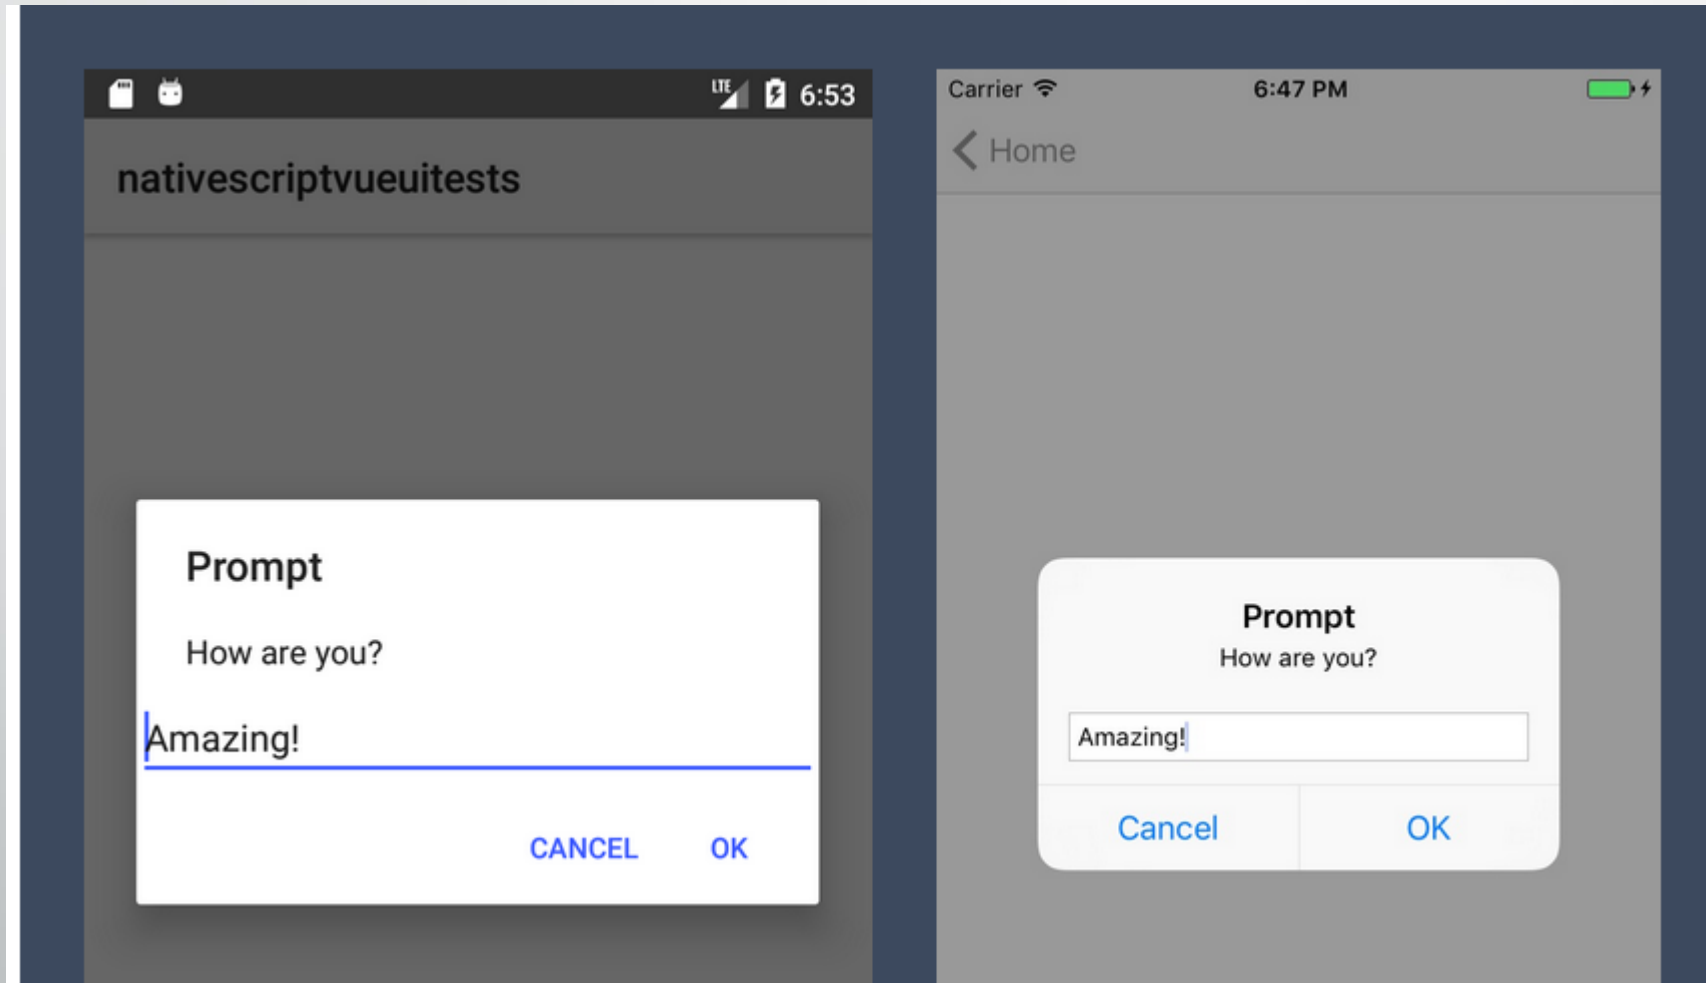 LTE 6:53
nativescriptvueuitests
Prompt
How are you?
Amazing!
CANCEL OK
Carrier 6:47 PM
Home
Prompt
How are you?
Amazing!
Cancel OK